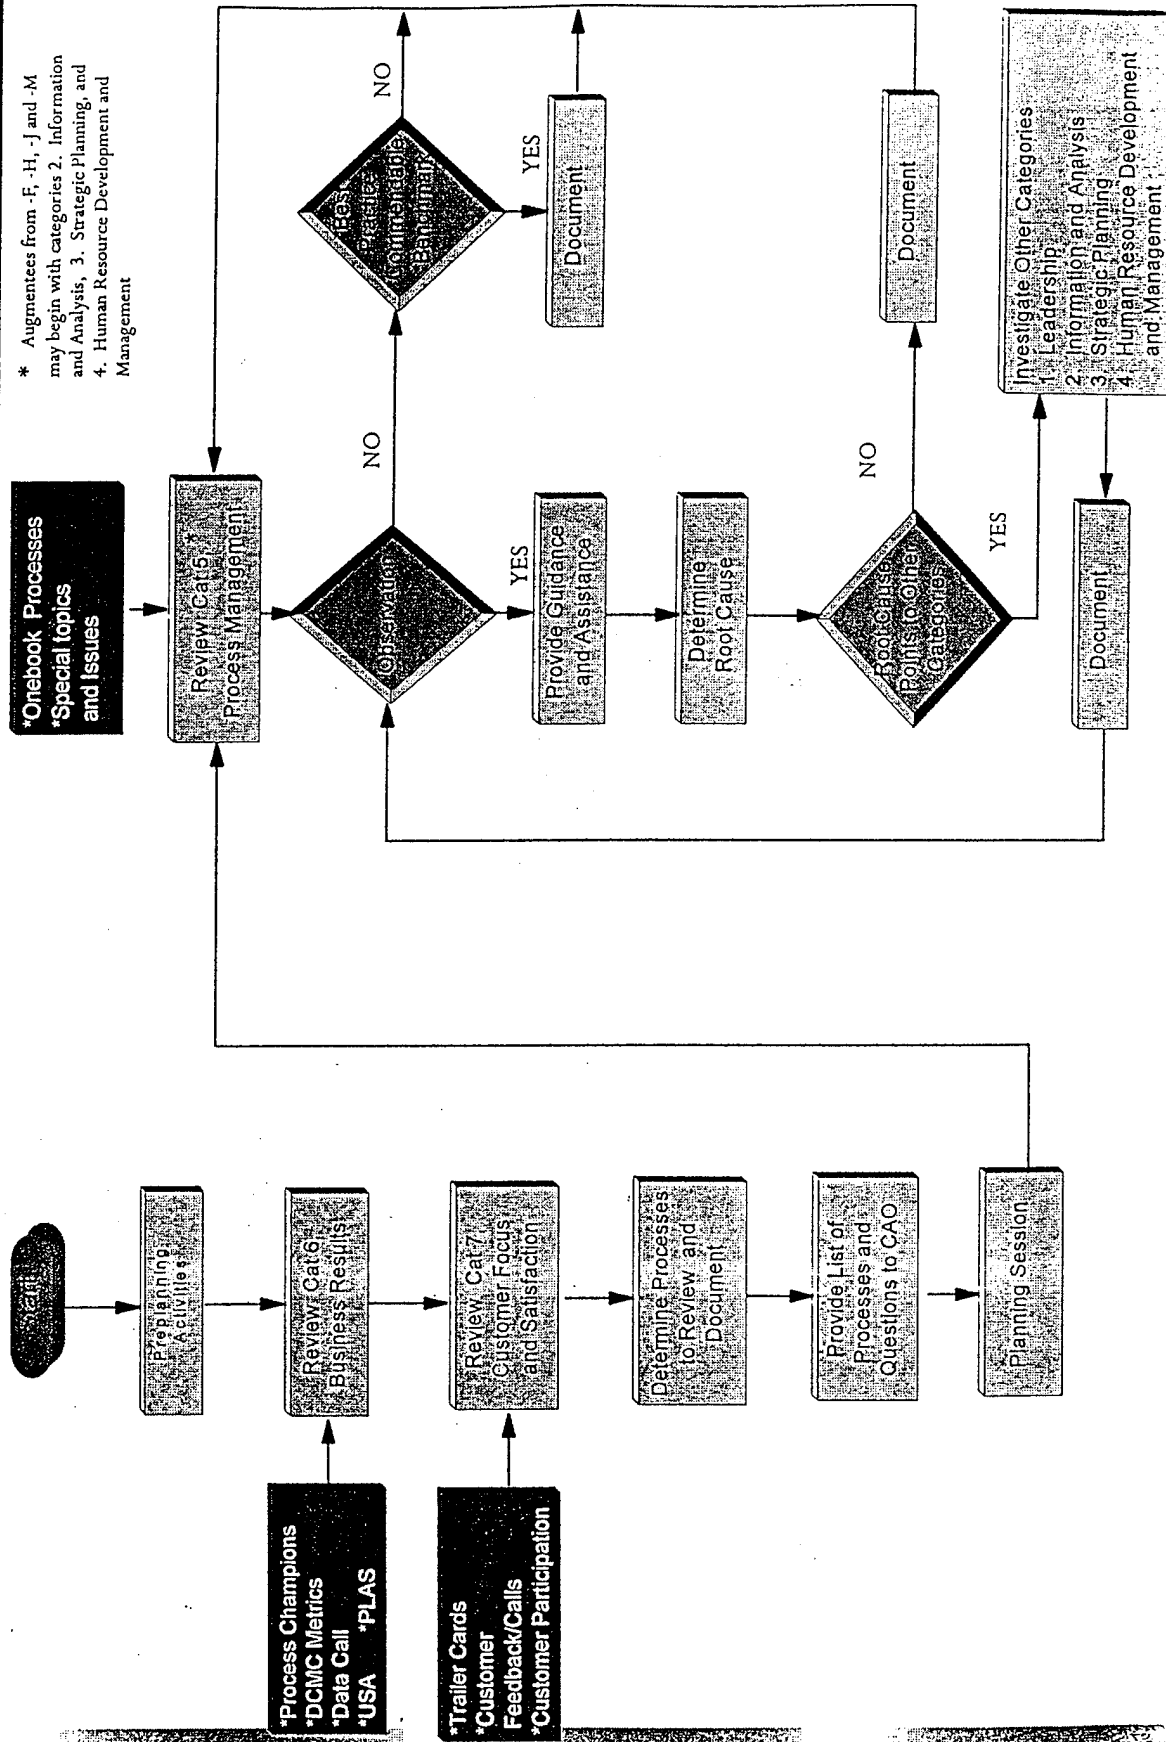 Start
Preplanning
Activities
*Process Champions
*DCMC Metrics
*Data Call
*USA *PLAS
Review Cat 6,
Business Results
*Trailer Cards
*Customer
Feedback/Calls
*Customer Participation
Review Cat 7,
Customer Focus
and Satisfaction
Determine Processes
to Review and
Document
Provide List of
Processes and
Questions to CAO
Planning Session
*Onebook Processes
*Special topics
and Issues
* Augmentees from -F, -H, -J and -M
may begin with categories 2. Information
and Analysis, 3. Strategic Planning, and
4. Human Resource Development and
Management
Review Cat 5, *
Process Management
Observation
NO
*Best
Practice
Commendable
*Benchmark
NO
YES
Document
YES
Provide Guidance
and Assistance
Determine
Root Cause
Root Cause
Points to Other
Categories
NO
Document
YES
Investigate Other Categories
1. Leadership
2. Information and Analysis
3. Strategic Planning
4. Human Resource Development
and Management
Document